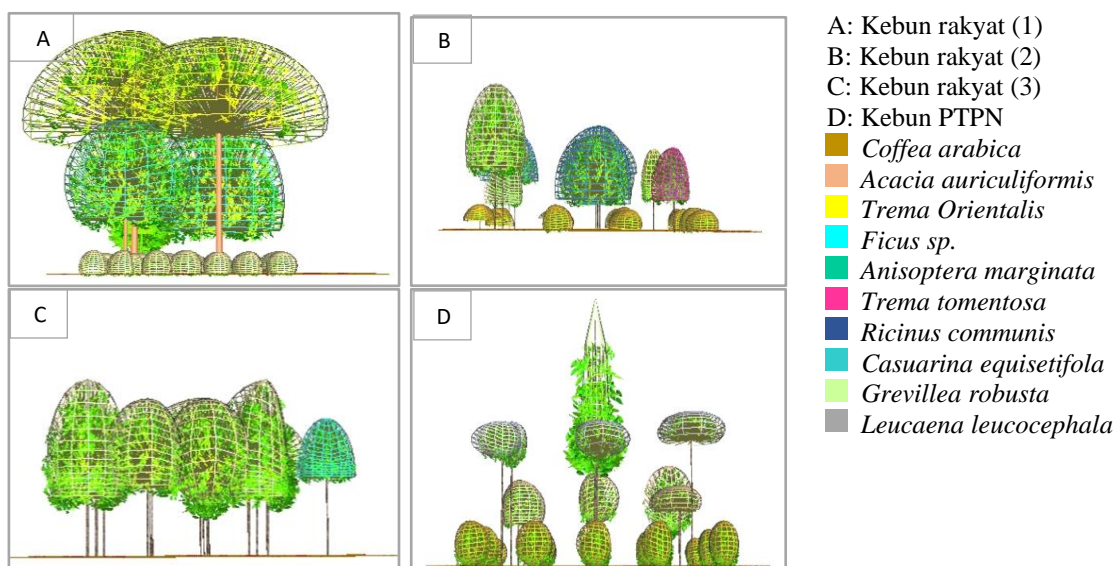 A
B
C
D
A: Kebun rakyat (1)
B: Kebun rakyat (2)
C: Kebun rakyat (3)
D: Kebun PTPN
Coffea arabica
Acacia auriculiformis
Trema Orientalis
Ficus sp.
Anisoptera marginata
Trema tomentosa
Ricinus communis
Casuarina equisetifola
Grevillea robusta
Leucaena leucocephala